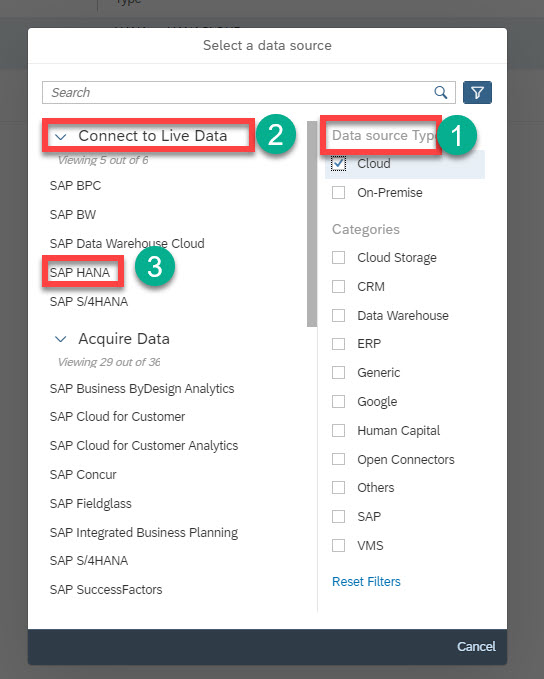 Type
Select a data source
Search
Connect to Live Data
2
Viewing 5 out of 6
SAP BPC
SAP BW
SAP Data Warehouse Cloud
SAP HANA
3
SAP S/4HANA
Acquire Data
Viewing 29 out of 36
SAP Business ByDesign Analytics
SAP Cloud for Customer
SAP Cloud for Customer Analytics
SAP Concur
SAP Fieldglass
SAP Integrated Business Planning
SAP S/4HANA
SAP SuccessFactors
Data source Type
1
Cloud
On-Premise
Categories
Cloud Storage
CRM
Data Warehouse
ERP
Generic
Google
Human Capital
Open Connectors
Others
SAP
VMS
Reset Filters
Cancel